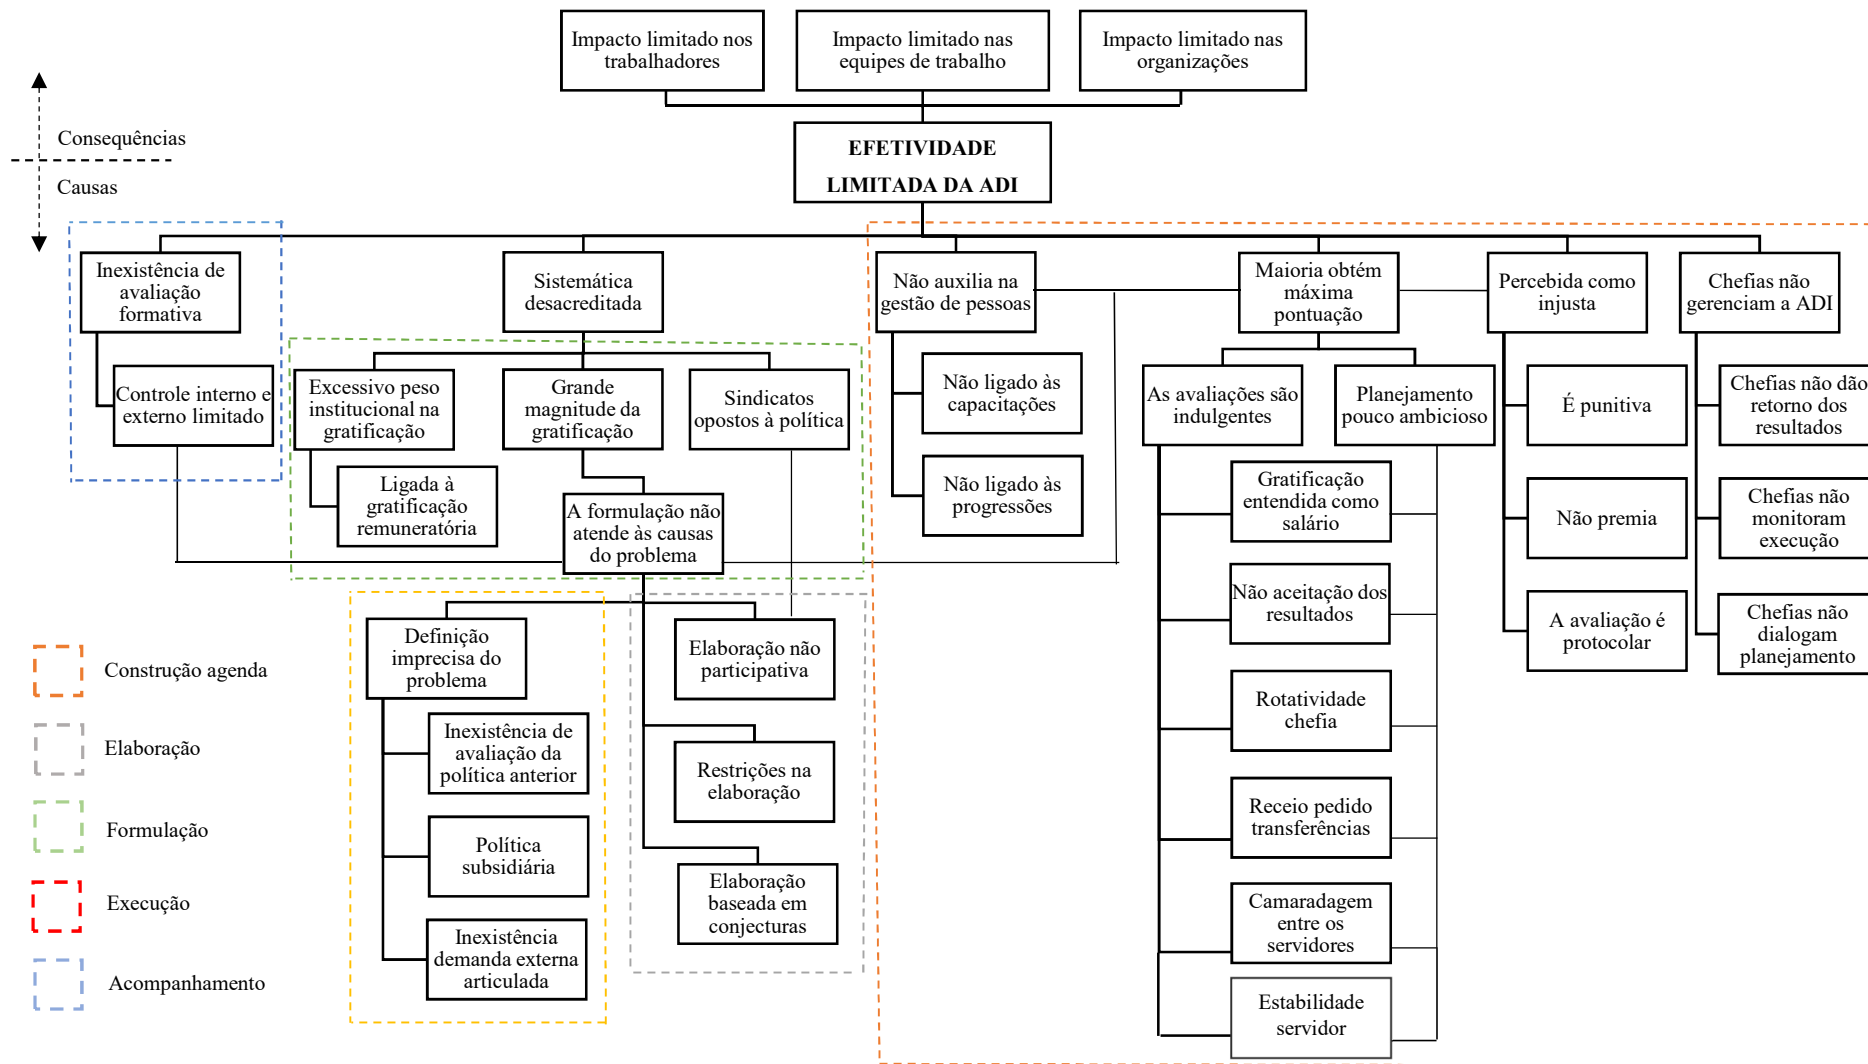 Impacto limitado nos
trabalhadores
Impacto limitado nas
equipes de trabalho
Impacto limitado nas
organizações
Consequências
Causas
EFETIVIDADE
LIMITADA DA ADI
Inexistência de
avaliação
formativa
Sistemática
desacreditada
Não auxilia na
gestão de pessoas
Maioria obtém
máxima
pontuação
Percebida como
injusta
Chefias não
gerenciam a ADI
Controle interno e
externo limitado
Excessivo peso
institucional na
gratificação
Grande
magnitude da
gratificação
Sindicatos
opostos à política
Não ligado às
capacitações
As avaliações são
indulgentes
Planejamento
pouco ambicioso
É punitiva
Chefias não dão
retorno dos
resultados
Ligada à
gratificação
remuneratória
A formulação não
atende às causas
do problema
Não ligado às
progressões
Gratificação
entendida como
salário
Não premia
Chefias não
monitoram
execução
Definição
imprecisa do
problema
Elaboração não
participativa
Não aceitação dos
resultados
A avaliação é
protocolar
Chefias não
dialogam
planejamento
Construção agenda
Elaboração
Formulação
Execução
Acompanhamento
Inexistência de
avaliação da
política anterior
Restrições na
elaboração
Rotatividade
chefia
Política
subsidiária
Receio pedido
transferências
Inexistência
demanda externa
articulada
Elaboração
baseada em
conjecturas
Camaradagem
entre os
servidores
Estabilidade
servidor